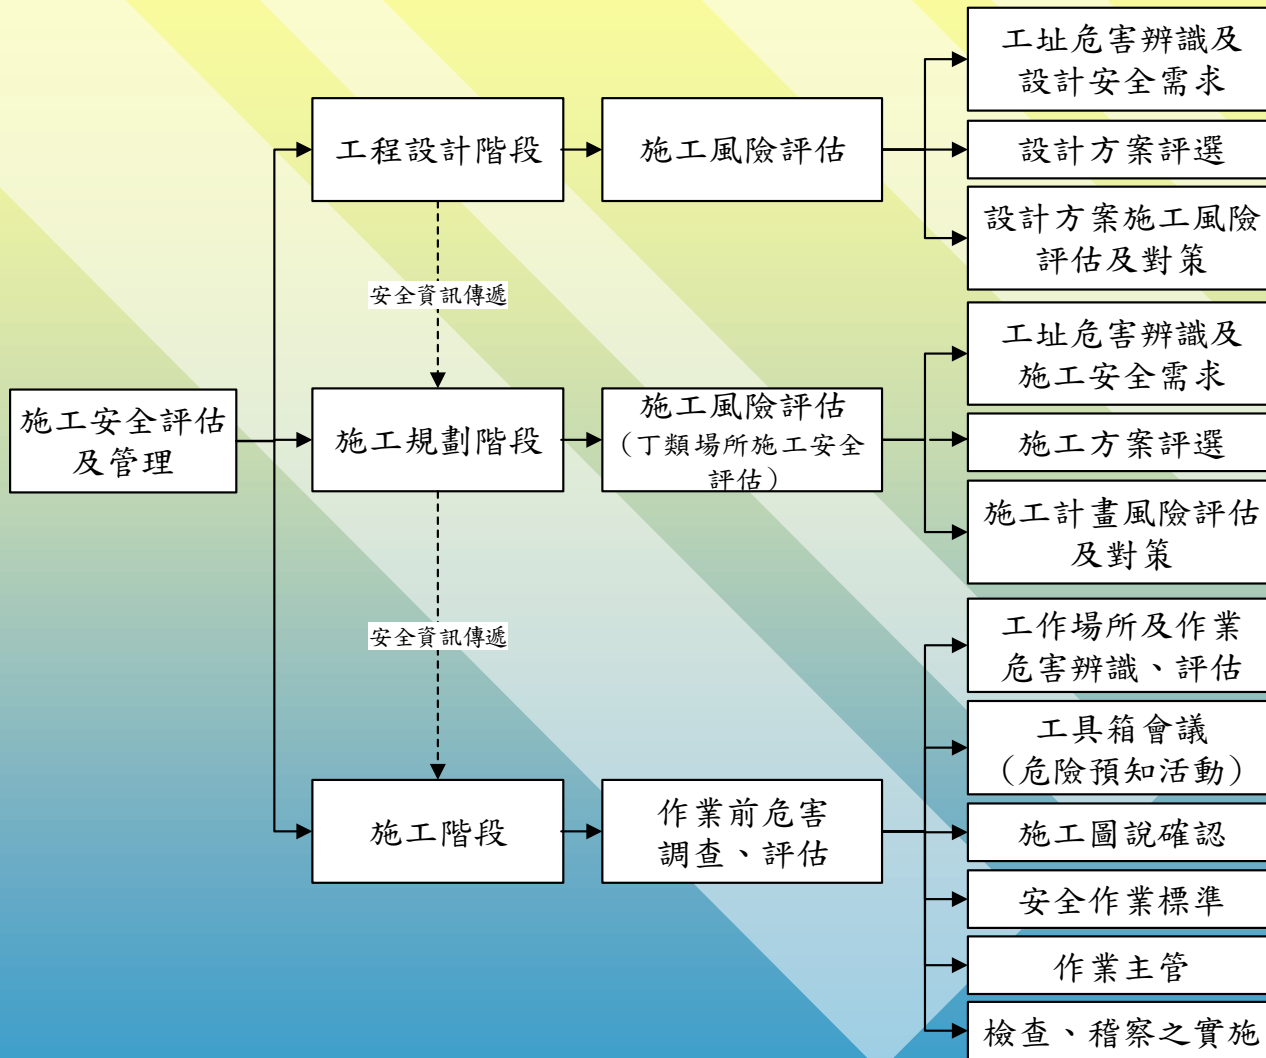 施工安全評估
及管理
工程設計階段
安全資訊傳遞
施工規劃階段
安全資訊傳遞
施工階段
施工風險評估
施工風險評估
(丁類場所施工安全
評估)
作業前危害
調查、評估
工址危害辨識及
設計安全需求
設計方案評選
設計方案施工風險
評估及對策
工址危害辨識及
施工安全需求
施工方案評選
施工計畫風險評估
及對策
工作場所及作業
危害辨識、評估
工具箱會議
(危險預知活動)
施工圖說確認
安全作業標準
作業主管
檢查、稽察之實施